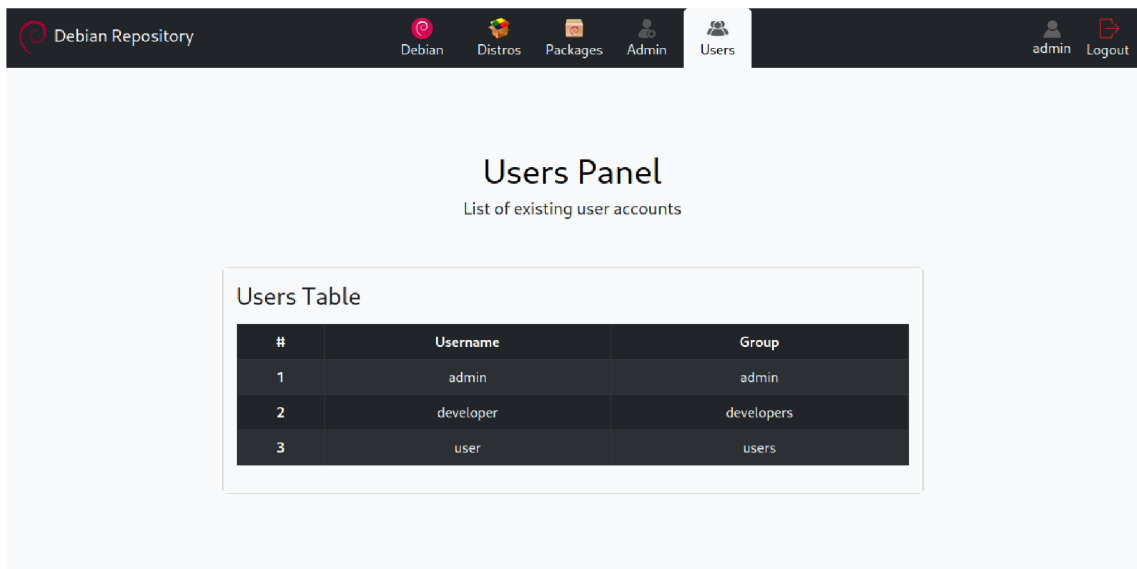 Debian Repository Debian Distros Packages Admin Users admin Logout
Users Panel
List of existing user accounts
Users Table
# Username Group
1 admin admin
2 developer developers
3 user users